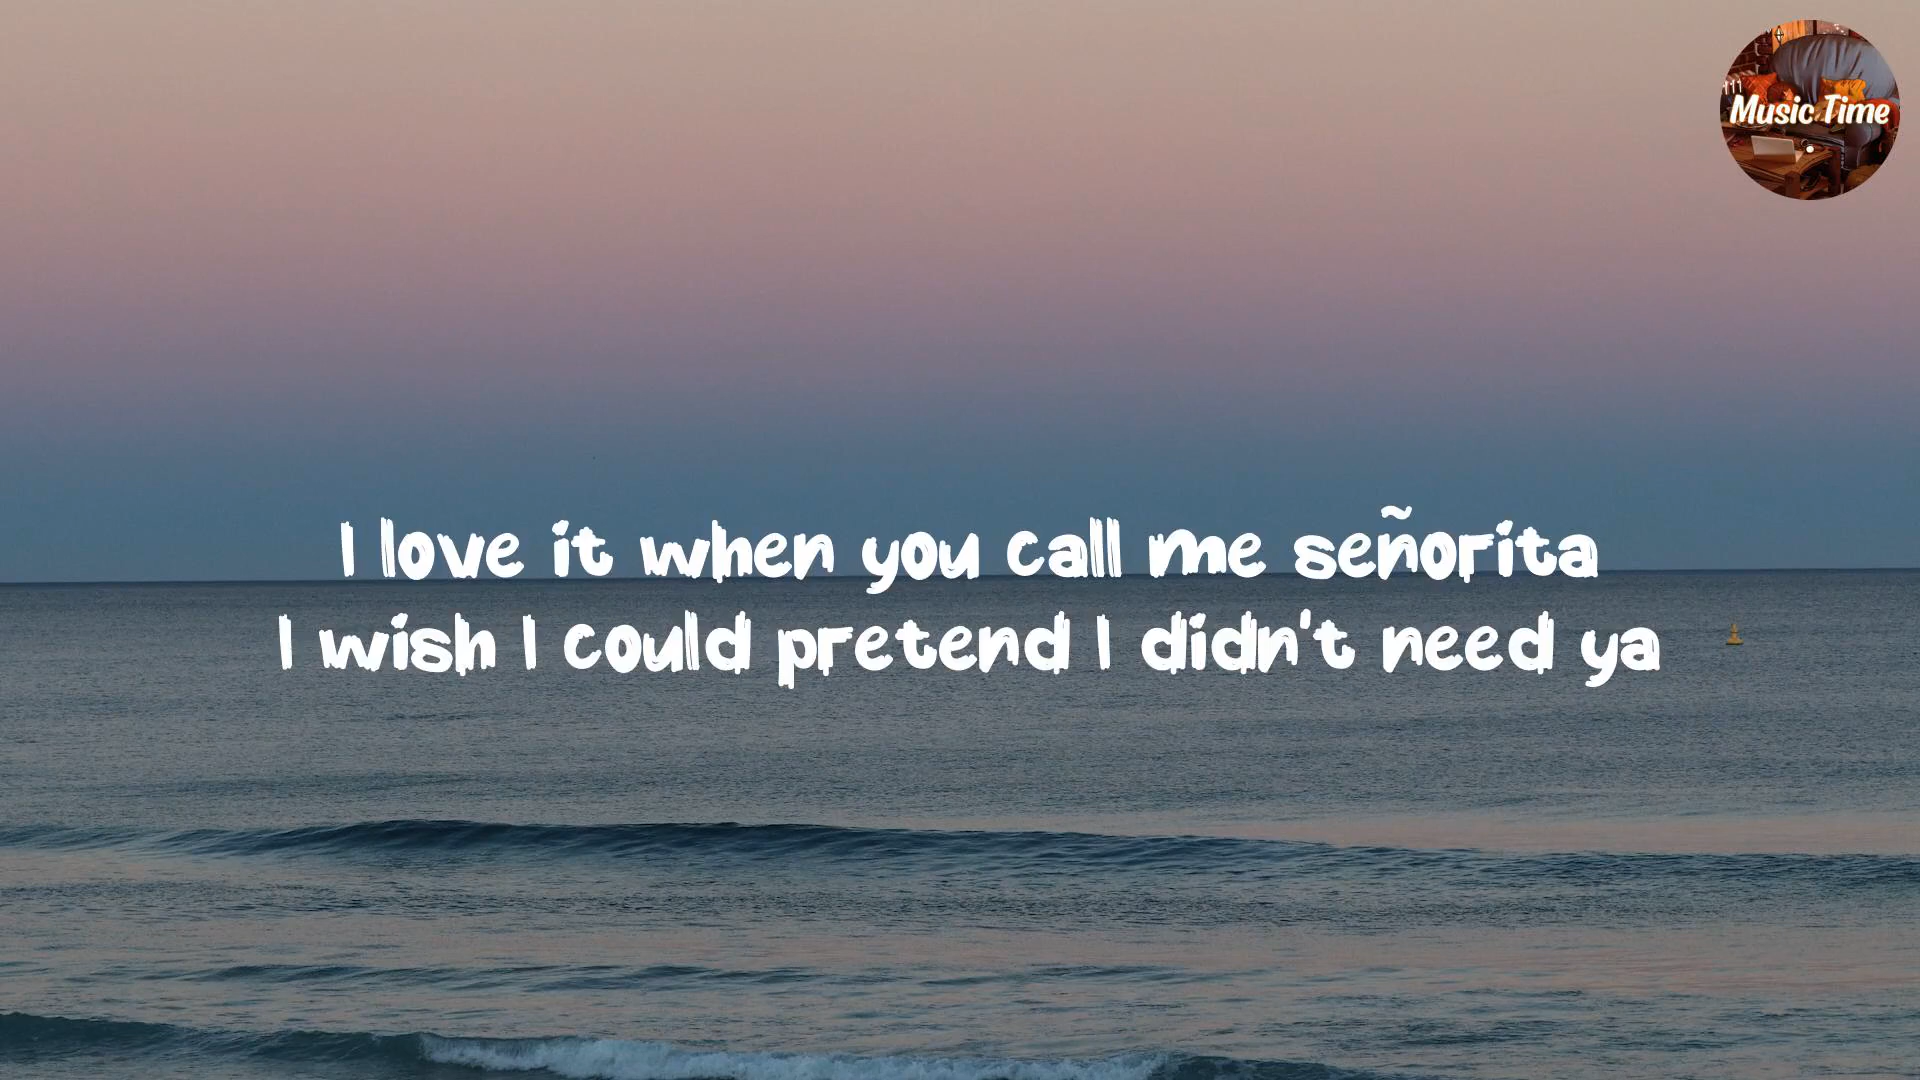 Music Time
I love it when you call me señorita
I wish I could pretend I didn't need ya